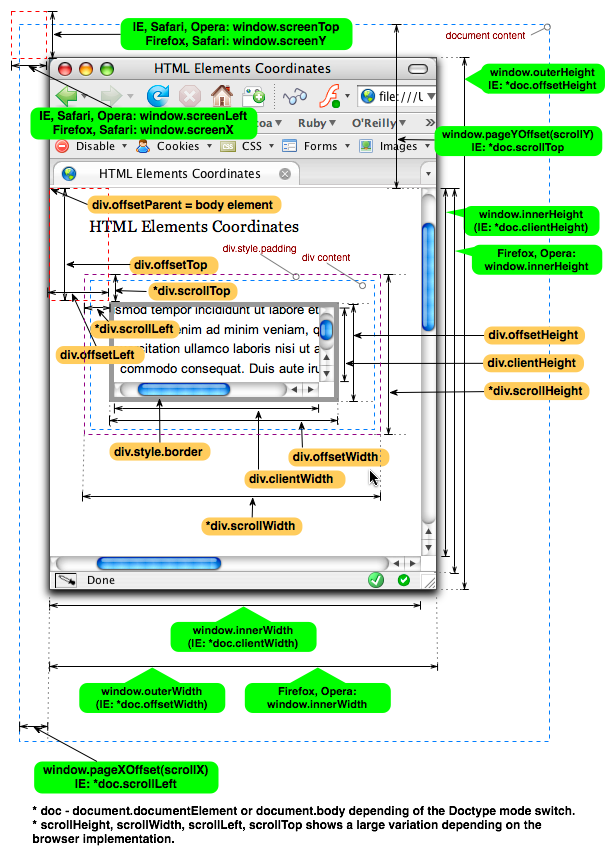 IE, Safari, Opera: window.screenTop
Firefox, Safari: window.screenY
document content
HTML Elements Coordinates
window.outerHeight
IE: *doc.offsetHeight
file:///U
IE, Safari, Opera: window.screenLeft
Firefox, Safari: window.screenX
Ruby
O'Reilly
»
window.pageYOffset(scrollY)
IE: *doc.scrollTop
Disable
Cookies
CSS
Forms
Images
HTML Elements Coordinates
div.offsetParent = body element
window.innerHeight
(IE: *doc.clientHeight)
HTML Elements Coordinates
div.style.padding
div content
Firefox, Opera:
window.innerHeight
div.offsetTop
*div.scrollTop
smod tempor incididunt ut labore et
*div.scrollLeft
enim ad minim veniam, q
div.offsetHeight
div.offsetLeft
citation ullamco laboris nisi ut a
div.clientHeight
commodo consequat. Duis aute iru
*div.scrollHeight
div.style.border
div.offsetWidth
div.clientWidth
*div.scrollWidth
Done
window.innerWidth
(IE: *doc.clientWidth)
window.outerWidth
(IE: *doc.offsetWidth)
Firefox, Opera:
window.innerWidth
window.pageXOffset(scrollX)
IE: *doc.scrollLeft
* doc - document.documentElement or document.body depending of the Doctype mode switch.
* scrollHeight, scrollWidth, scrollLeft, scrollTop shows a large variation depending on the
browser implementation.